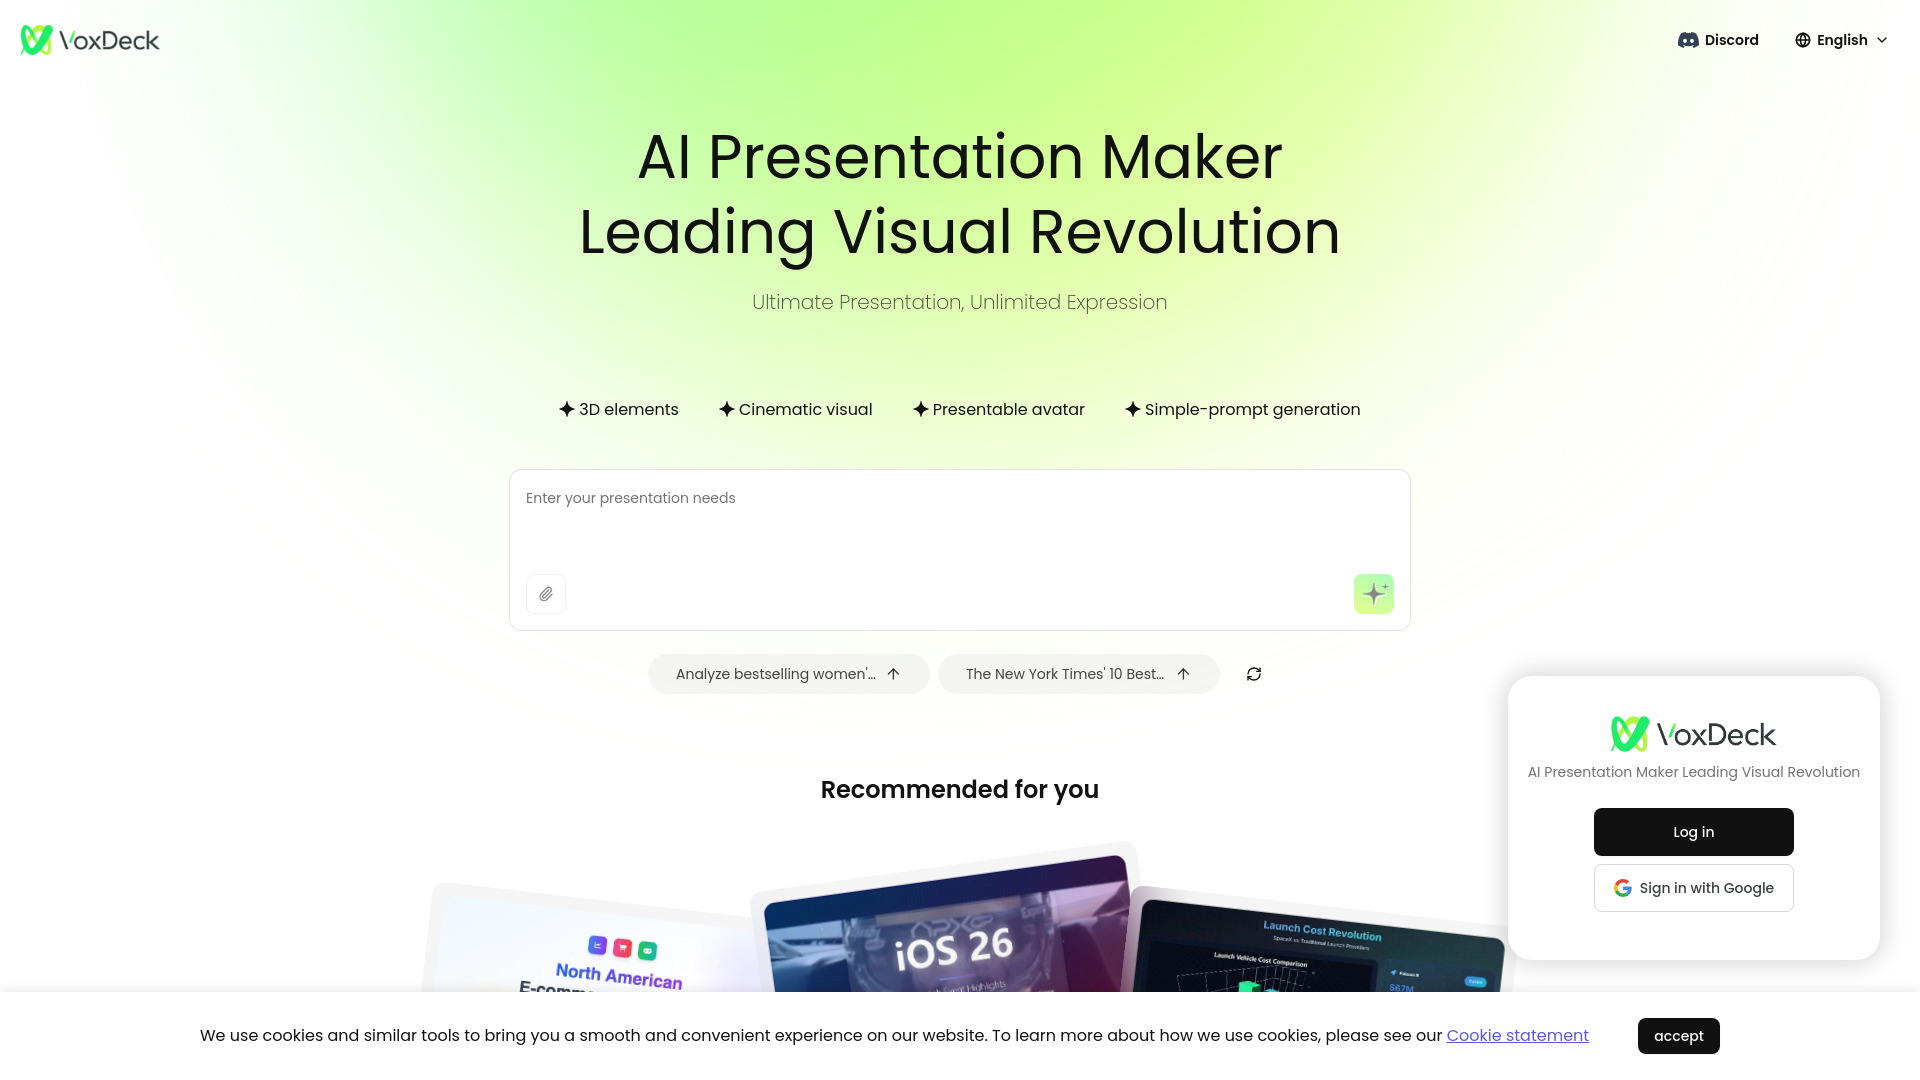 VoxDeck
Discord
English
AI Presentation Maker
Leading Visual Revolution
Ultimate Presentation, Unlimited Expression
3D elements
Cinematic visual
Presentable avatar
Simple-prompt generation
Enter your presentation needs
Analyze bestselling women'...
The New York Times' 10 Best...
Recommended for you
North American
iOS 26
Launch Cost Revolution
SpaceX vs Traditional Launch Providers
Launch Vehicle Cost Comparison
Falcon 9
$67M
VoxDeck
AI Presentation Maker Leading Visual Revolution
Log in
Sign in with Google
We use cookies and similar tools to bring you a smooth and convenient experience on our website. To learn more about how we use cookies, please see our Cookie statement
accept